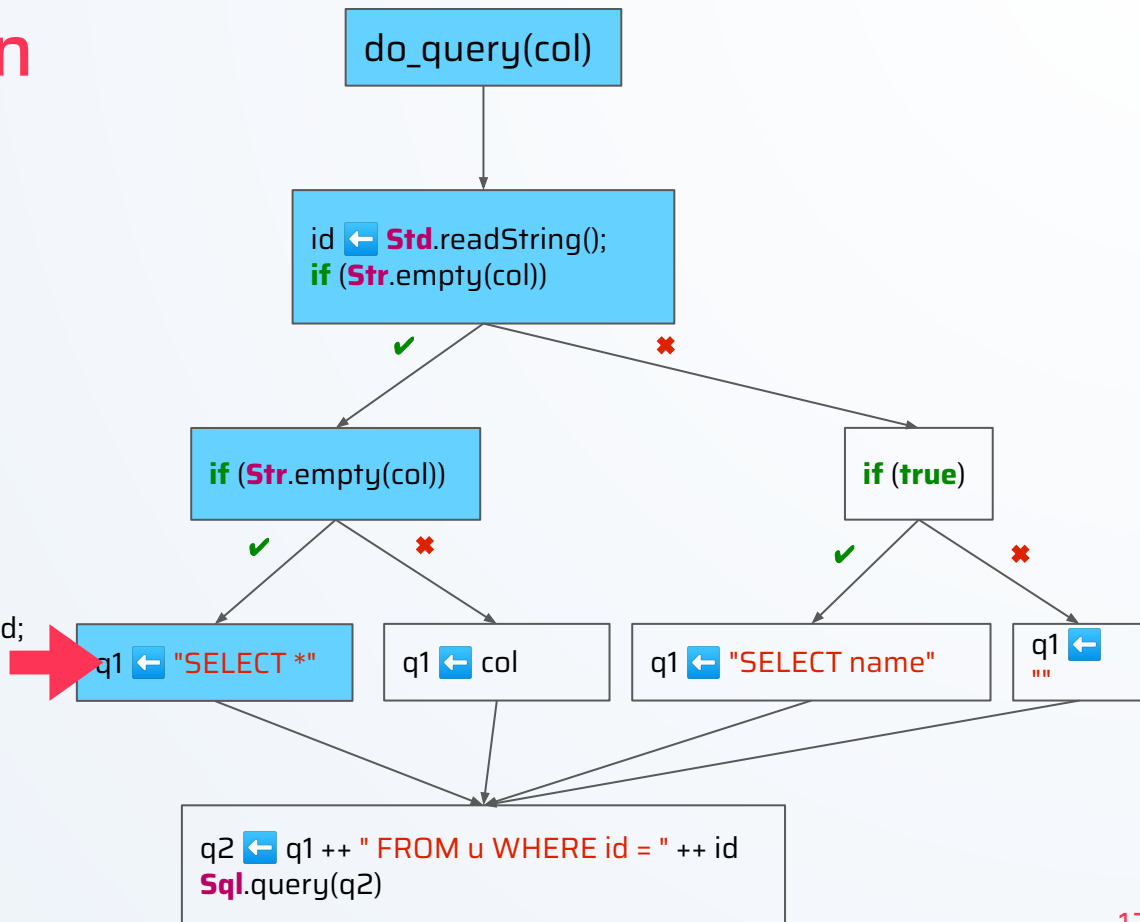 n
do_query(col)
id ⬅ Std.readString();
if (Str.empty(col))
✔ ✖
if (Str.empty(col))
if (true)
✔ ✖
✔ ✖
d;
q1 ⬅ "SELECT *"
q1 ⬅ col
q1 ⬅ "SELECT name"
q1 ⬅
""
q2 ⬅ q1 ++ " FROM u WHERE id = " ++ id
Sql.query(q2)